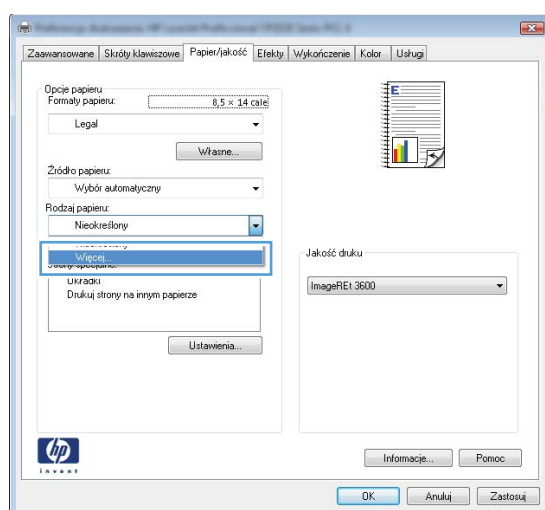 Zaawansowane Skróty klawiszowe Papier/jakość Efekty Wykończenie Kolor Usługi
Opcje papieru
Formaty papieru:
8,5 × 14 cale
Legal
Własne...
Źródło papieru:
Wybór automatyczny
Rodzaj papieru:
Nieokreślony
Więcej...
Okładki
Drukuj strony na innym papierze
Ustawienia...
E
Jakość druku
ImageREt 3600
hp
invent
Informacje... Pomoc
OK Anuluj Zastosuj